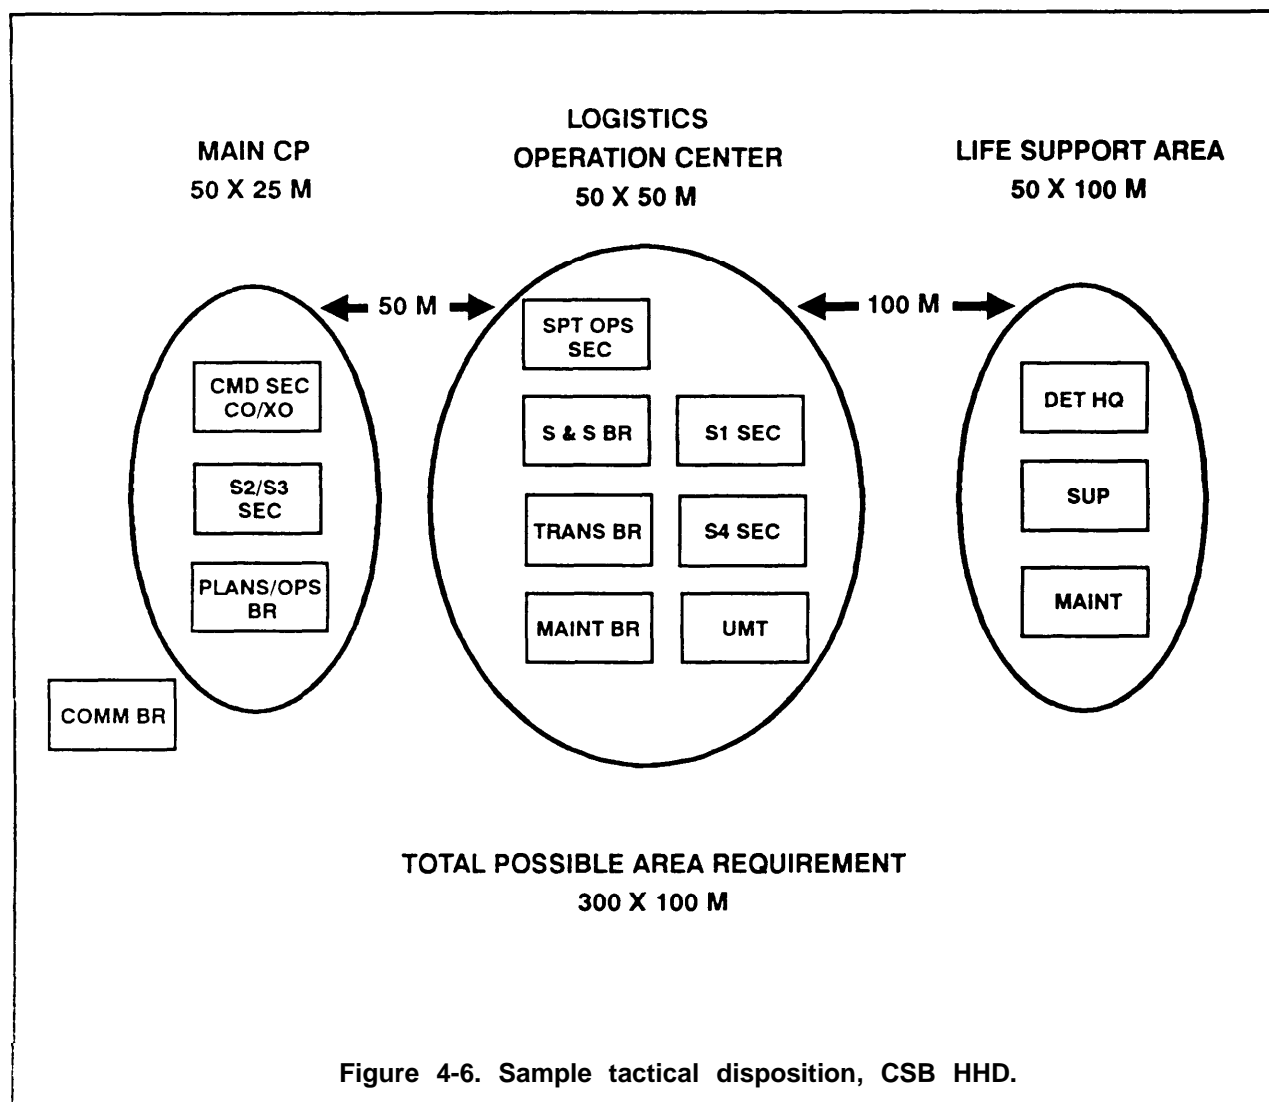 MAIN CP
50 X 25 M
LOGISTICS
OPERATION CENTER
50 X 50 M
LIFE SUPPORT AREA
50 X 100 M
50 M
100 M
CMD SEC
CO/XO
S2/S3
SEC
PLANS/OPS
BR
COMM BR
SPT OPS
SEC
S & S BR
S1 SEC
TRANS BR
S4 SEC
MAINT BR
UMT
DET HQ
SUP
MAINT
TOTAL POSSIBLE AREA REQUIREMENT
300 X 100 M
Figure 4-6. Sample tactical disposition, CSB HHD.